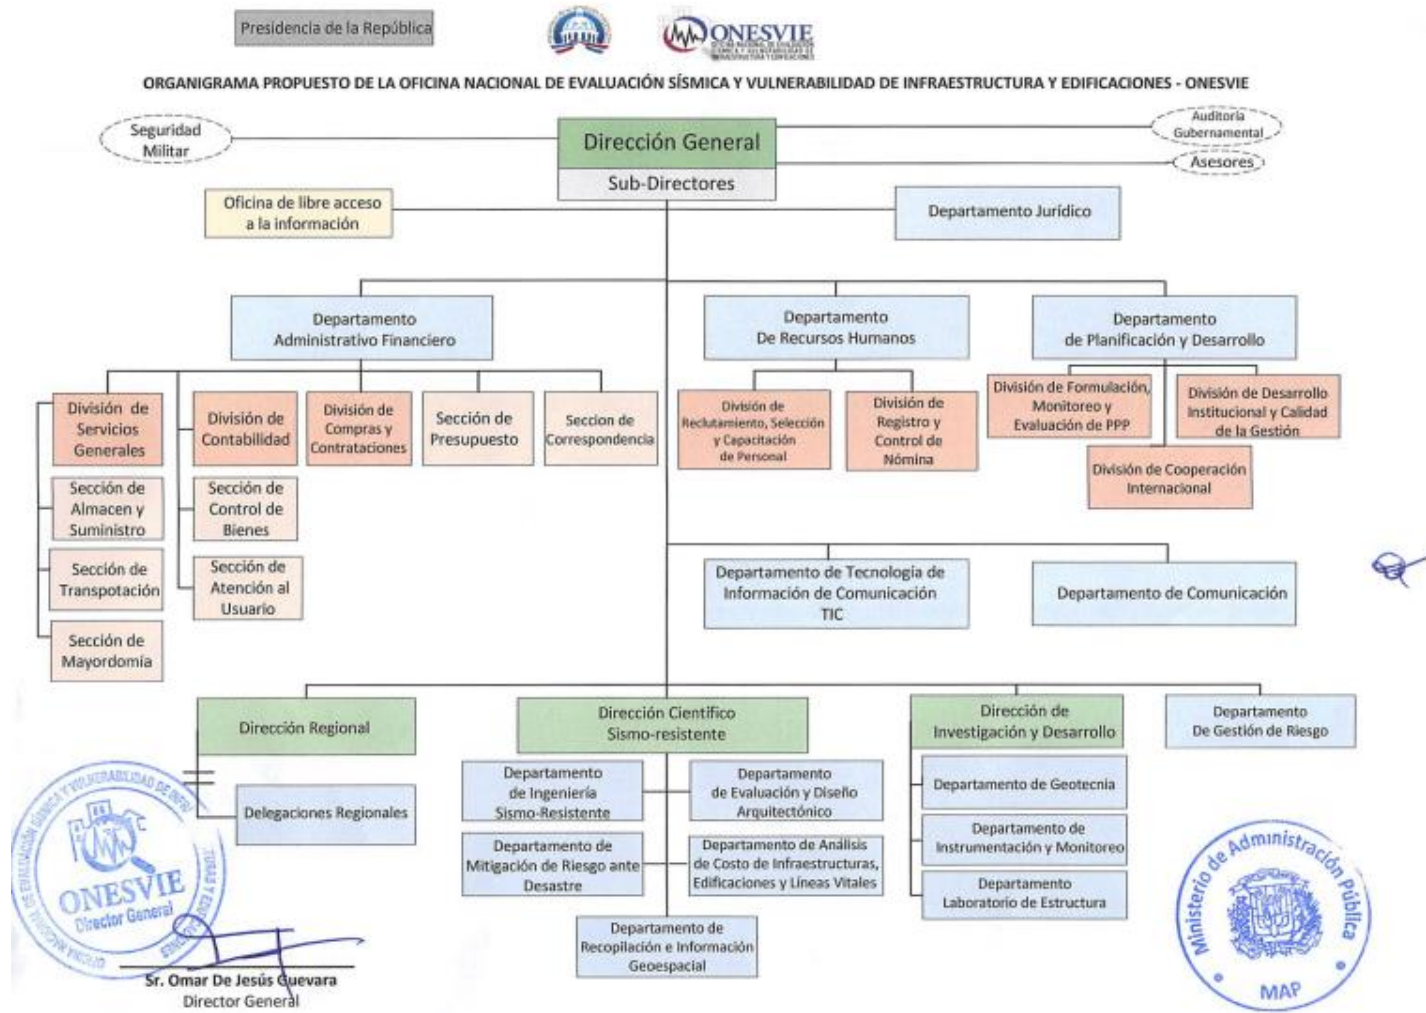 Presidencia de la República
ONESVIE
OFICINA NACIONAL DE EVALUACIÓN
SÍSMICA Y VULNERABILIDAD DE
INFRAESTRUCTURA Y EDIFICACIONES
ORGANIGRAMA PROPUESTO DE LA OFICINA NACIONAL DE EVALUACIÓN SÍSMICA Y VULNERABILIDAD DE INFRAESTRUCTURA Y EDIFICACIONES - ONESVIE
Seguridad
Militar
Dirección General
Sub-Directores
Auditoría
Gubernamental
Asesores
Oficina de libre acceso
a la información
Departamento Jurídico
Departamento
Administrativo Financiero
Departamento
De Recursos Humanos
Departamento
de Planificación y Desarrollo
División de
Servicios
Generales
División de
Contabilidad
División de
Compras y
Contrataciones
Sección de
Presupuesto
Seccion de
Correspondencia
División de
Reclutamiento, Selección
y Capacitación
de Personal
División de
Registro y
Control de
Nómina
División de Formulación,
Monitoreo y
Evaluación de PPP
División de Desarrollo
Institucional y Calidad
de la Gestión
División de Cooperación
Internacional
Sección de
Almacen y
Suministro
Sección de
Control de
Bienes
Sección de
Transpotación
Sección de
Atención al
Usuario
Sección de
Mayordomía
Departamento de Tecnología de
Información de Comunicación
TIC
Departamento de Comunicación
Dirección Regional
Dirección Científico
Sismo-resistente
Dirección de
Investigación y Desarrollo
Departamento
De Gestión de Riesgo
Delegaciones Regionales
Departamento
de Ingeniería
Sismo-Resistente
Departamento
de Evaluación y Diseño
Arquitectónico
Departamento de
Mitigación de Riesgo ante
Desastre
Departamento de Análisis
de Costo de Infraestructuras,
Edificaciones y Líneas Vitales
Departamento de
Recopilación e Información
Geoespacial
Departamento de Geotecnia
Departamento de
Instrumentación y Monitoreo
Departamento
Laboratorio de Estructura
ONESVIE
Director General
Sr. Omar De Jesús Guevara
Director General
Ministerio de Administración Pública
MAP